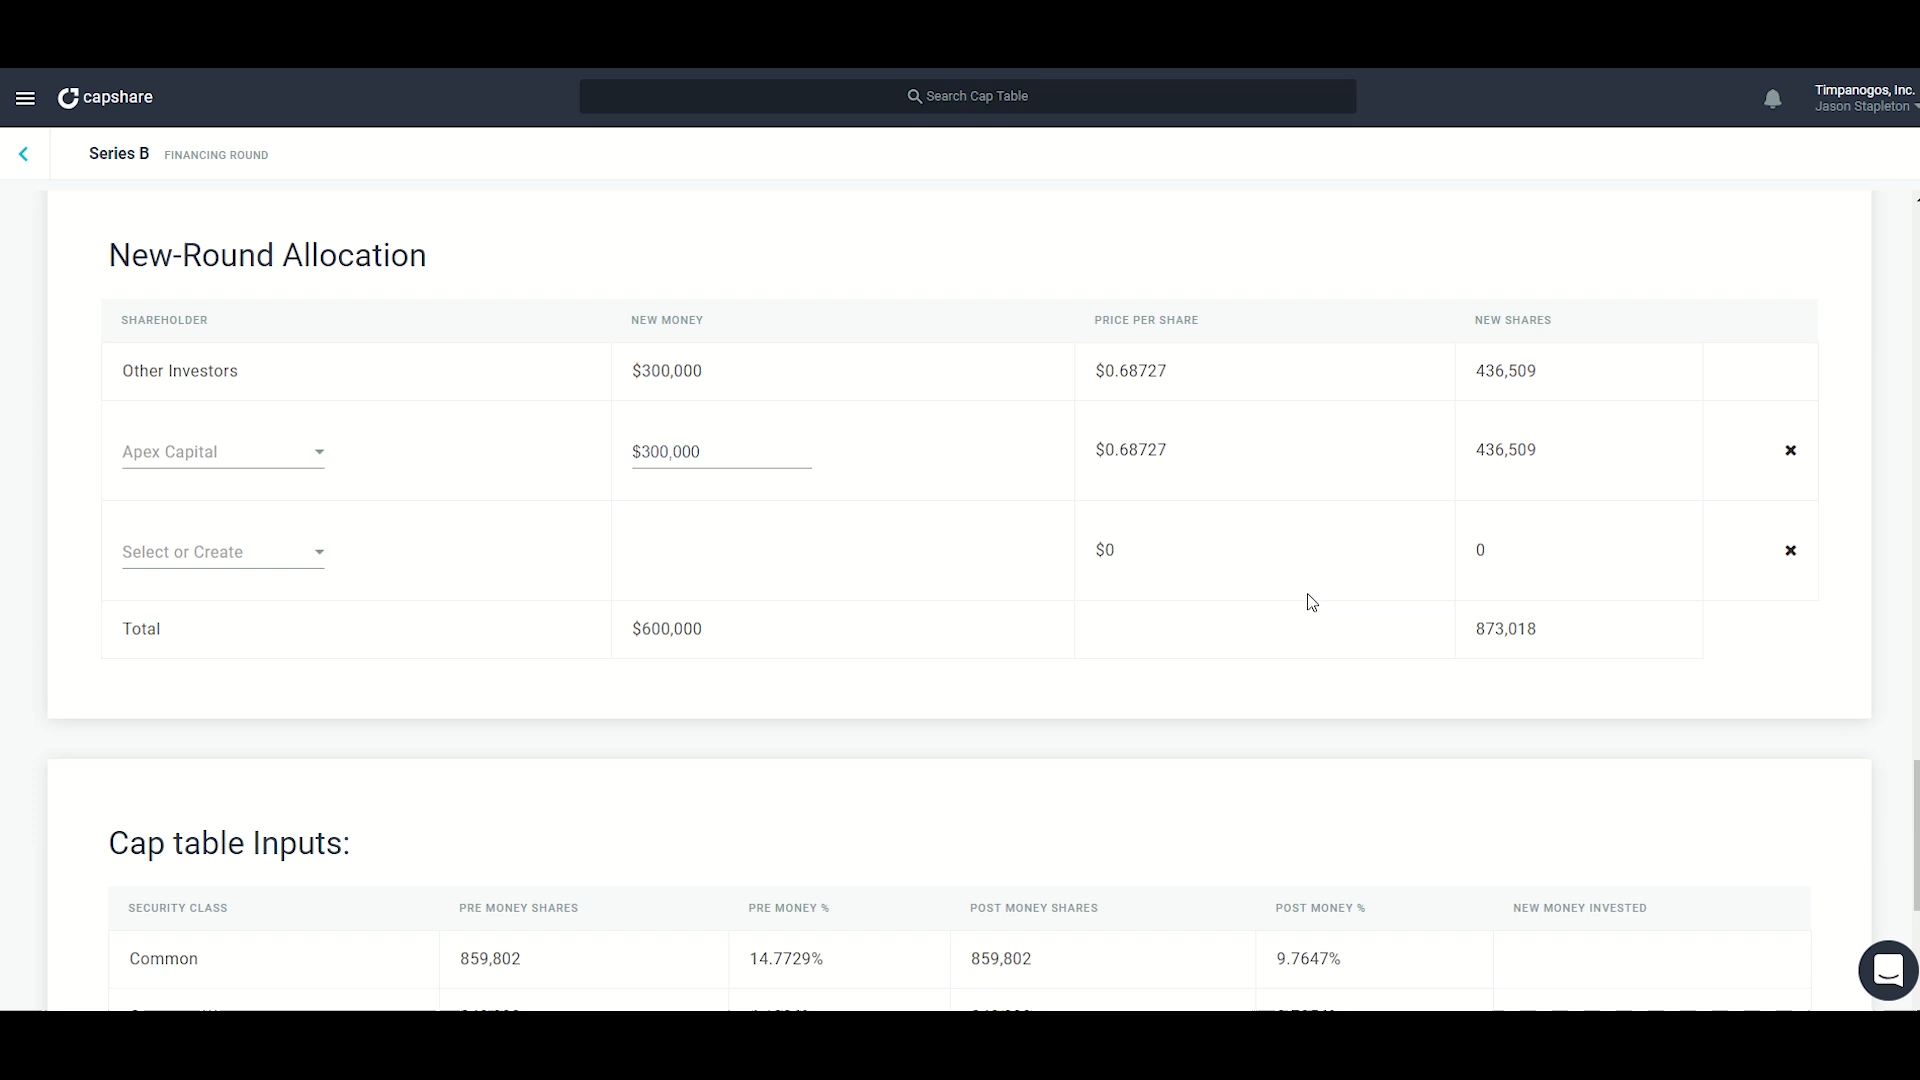 capshare
Search Cap Table
Timpanogos, Inc.
Jason Stapleton
Series B FINANCING ROUND
New-Round Allocation
SHAREHOLDER NEW MONEY PRICE PER SHARE NEW SHARES
Other Investors $300,000 $0.68727 436,509
Apex Capital $300,000 $0.68727 436,509
Select or Create $0 0
Total $600,000 873,018
Cap table Inputs:
SECURITY CLASS PRE MONEY SHARES PRE MONEY % POST MONEY SHARES POST MONEY % NEW MONEY INVESTED
Common 859,802 14.7729% 859,802 9.7647%